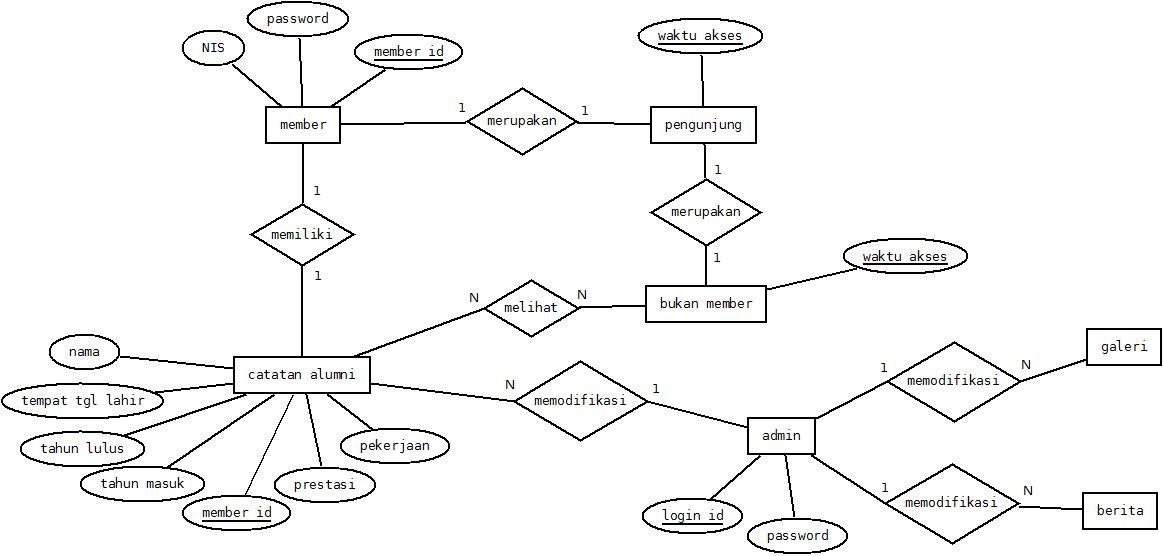 password
NIS
member id
waktu akses
member
1
merupakan
1
pengunjung
1
1
memiliki
merupakan
1
1
waktu akses
N
melihat
N
bukan member
nama
catatan alumni
galeri
1
memodifikasi
N
tempat tgl lahir
N
memodifikasi
1
admin
tahun lulus
pekerjaan
tahun masuk
prestasi
1
memodifikasi
N
berita
member id
login id
password